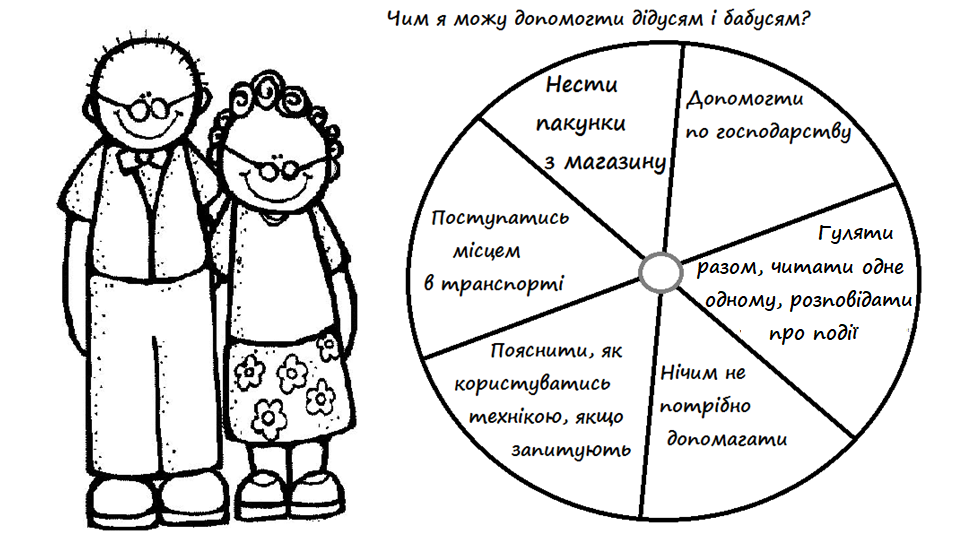 Чим я можу допомогти дідусям і бабусям?
Нести
пакунки
з магазину
Допомогти
по господарству
Гуляти
разом, читати одне
одному, розповідати
про події
Нічим не
потрібно
допомагати
Пояснити, як
користуватись
технікою, якщо
запитують
Поступатись
місцем
в транспорті